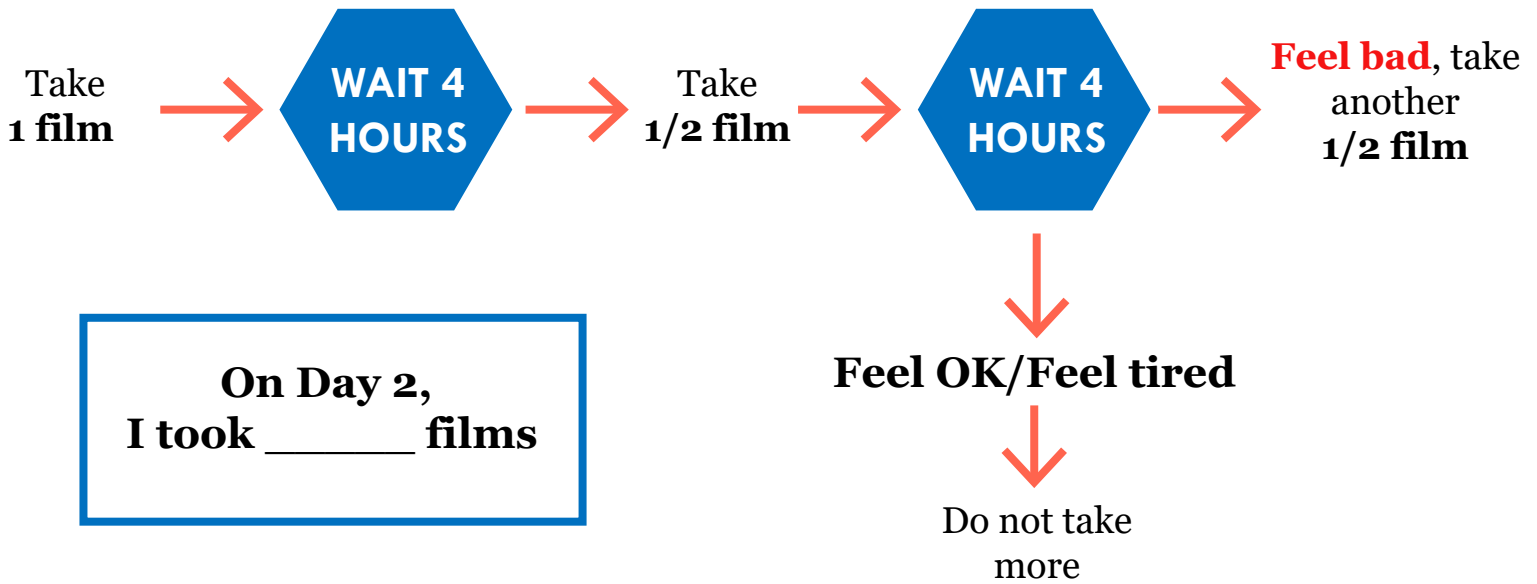 Take
1 film
WAIT 4
HOURS
Take
1/2 film
WAIT 4
HOURS
Feel bad, take
another
1/2 film
Feel OK/Feel tired
Do not take
more
On Day 2,
I took ______ films